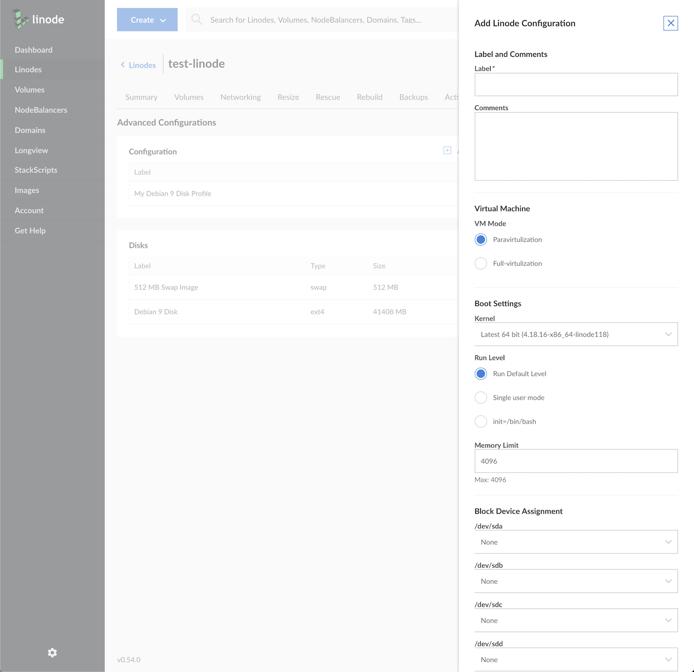 linode
Dashboard
Linodes
Volumes
NodeBalancers
Domains
Longview
StackScripts
Images
Account
Get Help
Create
Search for Linodes, Volumes, NodeBalancers, Domains, Tags...
Linodes
test-linode
Summary Volumes Networking Resize Rescue Rebuild Backups
Advanced Configurations
Configuration
Label
My Debian 9 Disk Profile
Disks
Label Type Size
512 MB Swap Image swap 512 MB
Debian 9 Disk ext4 41408 MB
v0.54.0
Add Linode Configuration
Label and Comments
Label*
Comments
Virtual Machine
VM Mode
Paravirtulization
Full-virtulization
Boot Settings
Kernel
Latest 64 bit (4.18.16-x86_64-linode118)
Run Level
Run Default Level
Single user mode
init=/bin/bash
Memory Limit
4096
Max: 4096
Block Device Assignment
/dev/sda
None
/dev/sdb
None
/dev/sdc
None
/dev/sdd
None